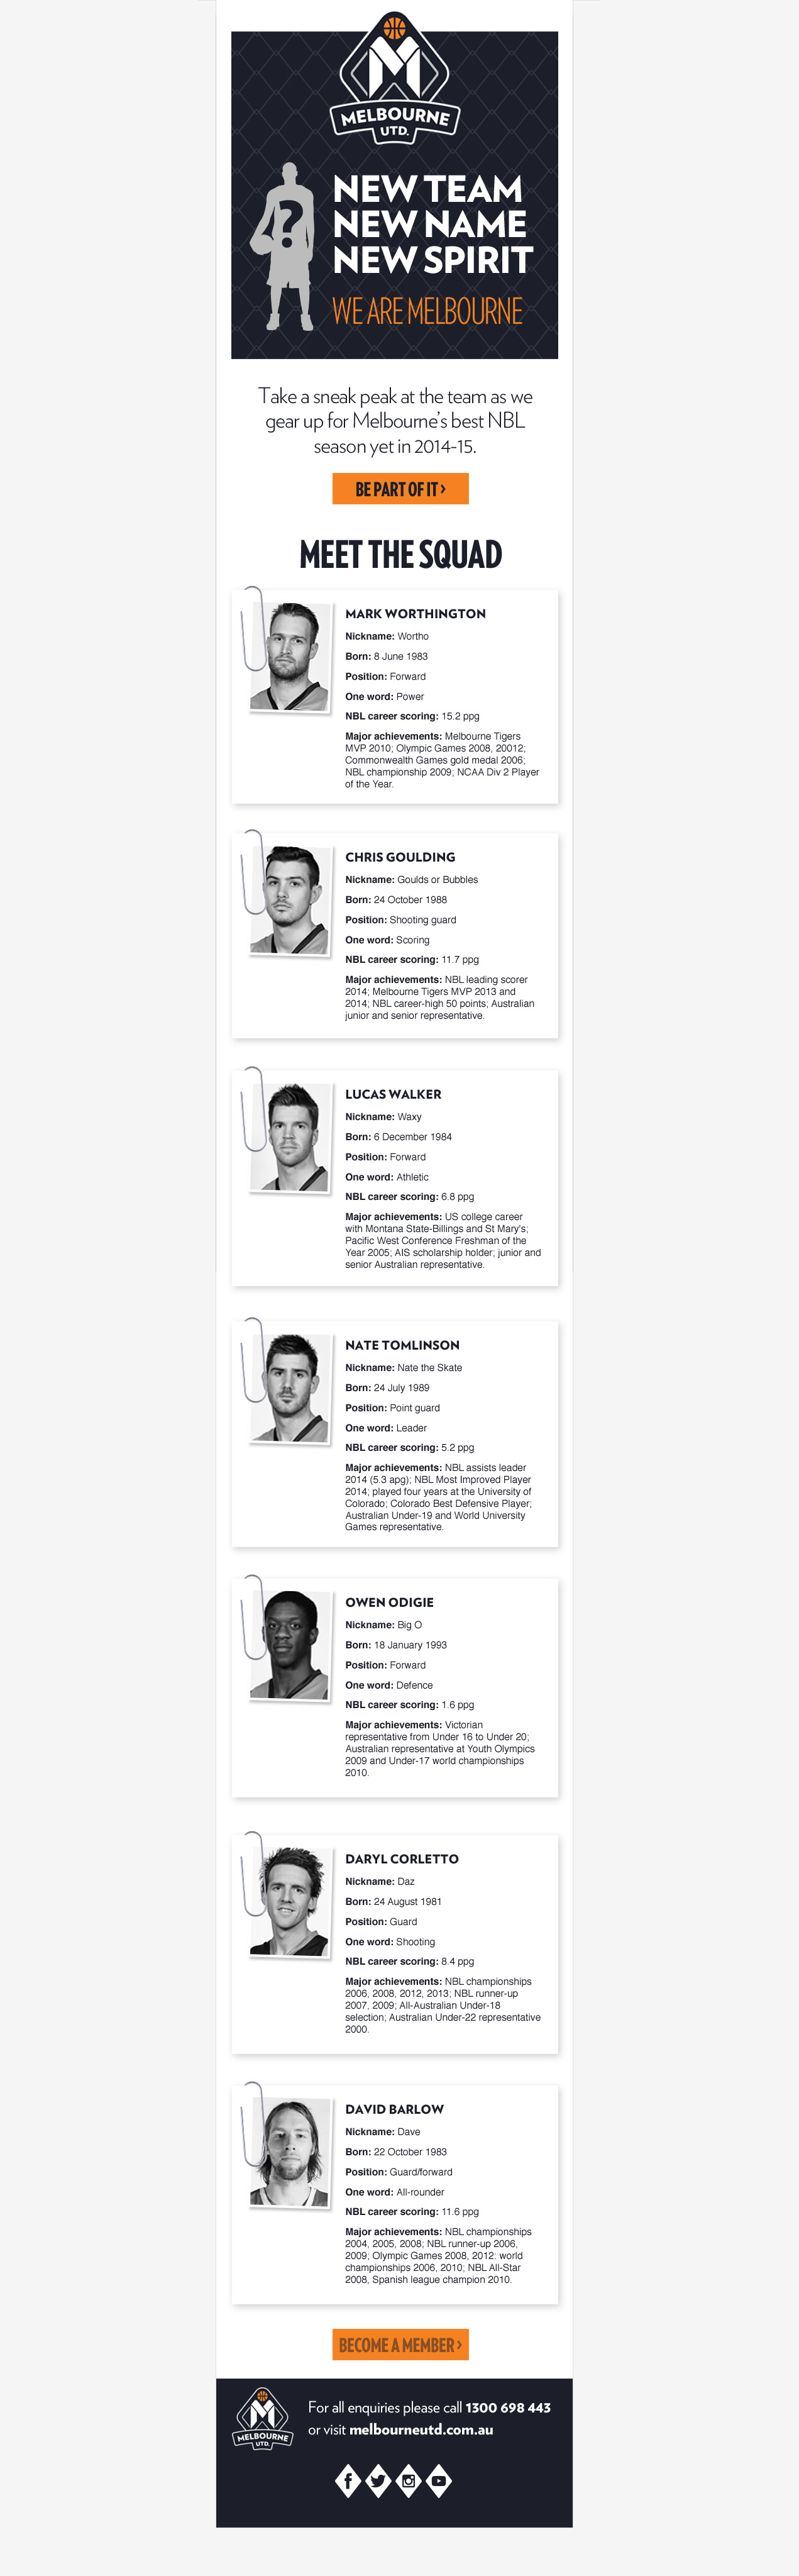 M
MELBOURNE
UTD.
NEW TEAM
NEW NAME
NEW SPIRIT
?
WE ARE MELBOURNE
Take a sneak peak at the team as we
gear up for Melbourne's best NBL
season yet in 2014-15.
BE PART OF IT ›
MEET THE SQUAD
MARK WORTHINGTON
Nickname: Wortho
Born: 8 June 1983
Position: Forward
One word: Power
NBL career scoring: 15.2 ppg
Major achievements: Melbourne Tigers
MVP 2010; Olympic Games 2008, 20012;
Commonwealth Games gold medal 2006;
NBL championship 2009; NCAA Div 2 Player
of the Year.
CHRIS GOULDING
Nickname: Goulds or Bubbles
Born: 24 October 1988
Position: Shooting guard
One word: Scoring
NBL career scoring: 11.7 ppg
Major achievements: NBL leading scorer
2014; Melbourne Tigers MVP 2013 and
2014; NBL career-high 50 points; Australian
junior and senior representative.
LUCAS WALKER
Nickname: Waxy
Born: 6 December 1984
Position: Forward
One word: Athletic
NBL career scoring: 6.8 ppg
Major achievements: US college career
with Montana State-Billings and St Mary's;
Pacific West Conference Freshman of the
Year 2005; AIS scholarship holder; junior and
senior Australian representative.
NATE TOMLINSON
Nickname: Nate the Skate
Born: 24 July 1989
Position: Point guard
One word: Leader
NBL career scoring: 5.2 ppg
Major achievements: NBL assists leader
2014 (5.3 apg); NBL Most Improved Player
2014; played four years at the University of
Colorado; Colorado Best Defensive Player;
Australian Under-19 and World University
Games representative.
OWEN ODIGIE
Nickname: Big O
Born: 18 January 1993
Position: Forward
One word: Defence
NBL career scoring: 1.6 ppg
Major achievements: Victorian
representative from Under 16 to Under 20;
Australian representative at Youth Olympics
2009 and Under-17 world championships
2010.
DARYL CORLETTO
Nickname: Daz
Born: 24 August 1981
Position: Guard
One word: Shooting
NBL career scoring: 8.4 ppg
Major achievements: NBL championships
2006, 2008, 2012, 2013; NBL runner-up
2007, 2009; All-Australian Under-18
selection; Australian Under-22 representative
2000.
DAVID BARLOW
Nickname: Dave
Born: 22 October 1983
Position: Guard/forward
One word: All-rounder
NBL career scoring: 11.6 ppg
Major achievements: NBL championships
2004, 2005, 2008; NBL runner-up 2006,
2009; Olympic Games 2008, 2012: world
championships 2006, 2010; NBL All-Star
2008, Spanish league champion 2010.
BECOME A MEMBER ›
M
MELBOURNE
UTD.
For all enquiries please call 1300 698 443
or visit melbourneutd.com.au